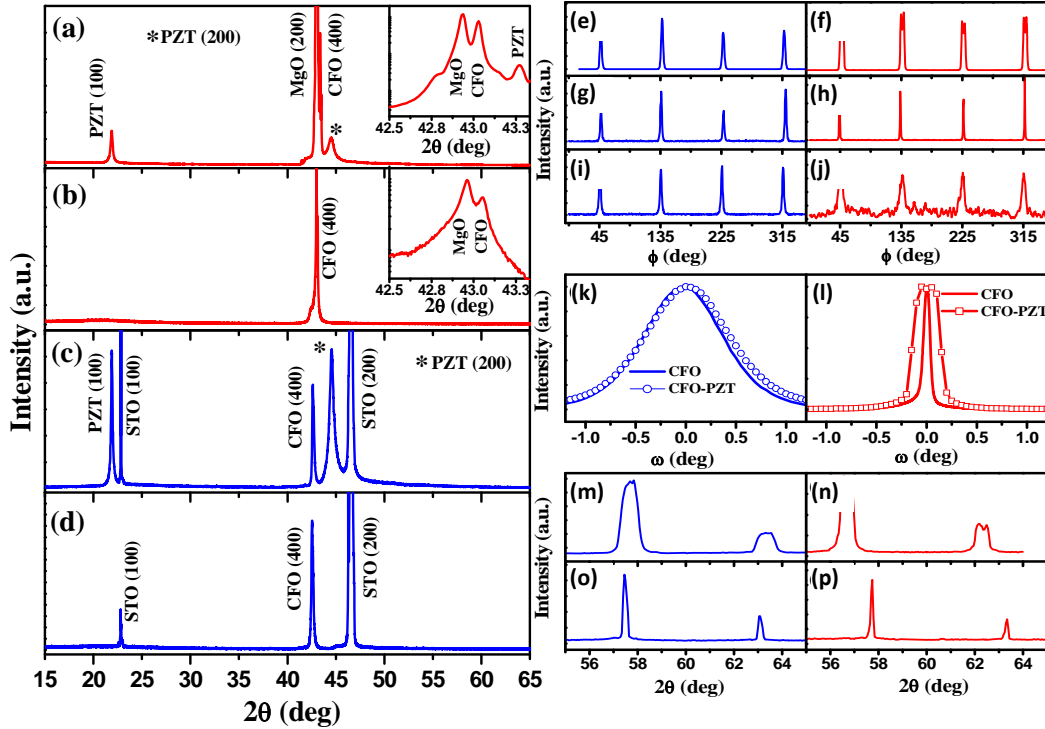 (a)
*PZT (200)
PZT (100)
MgO (200)
CFO (400)
*
MgO
CFO
PZT
42.5 42.8 43.0 43.3
2θ (deg)
(b)
CFO (400)
MgO
CFO
42.5 42.8 43.0 43.3
2θ (deg)
(c)
*
*PZT (200)
PZT (100)
STO (100)
CFO (400)
STO (200)
(d)
STO (100)
CFO (400)
STO (200)
Intensity (a.u.)
15 20 25 30 35 40 45 50 55 60 65
2θ (deg)
(e)
(f)
(g)
(h)
(i)
(j)
Intensity (a.u.)
45 135 225 315
45 135 225 315
ϕ (deg)
ϕ (deg)
(k)
CFO
CFO-PZT
(l)
CFO
CFO-PZT
Intensity (a.u.)
-1.0 -0.5 0.0 0.5 1.0
-1.0 -0.5 0.0 0.5 1.0
ω (deg)
ω (deg)
(m)
(n)
(o)
(p)
Intensity (a.u.)
56 58 60 62 64
56 58 60 62 64
2θ (deg)
2θ (deg)